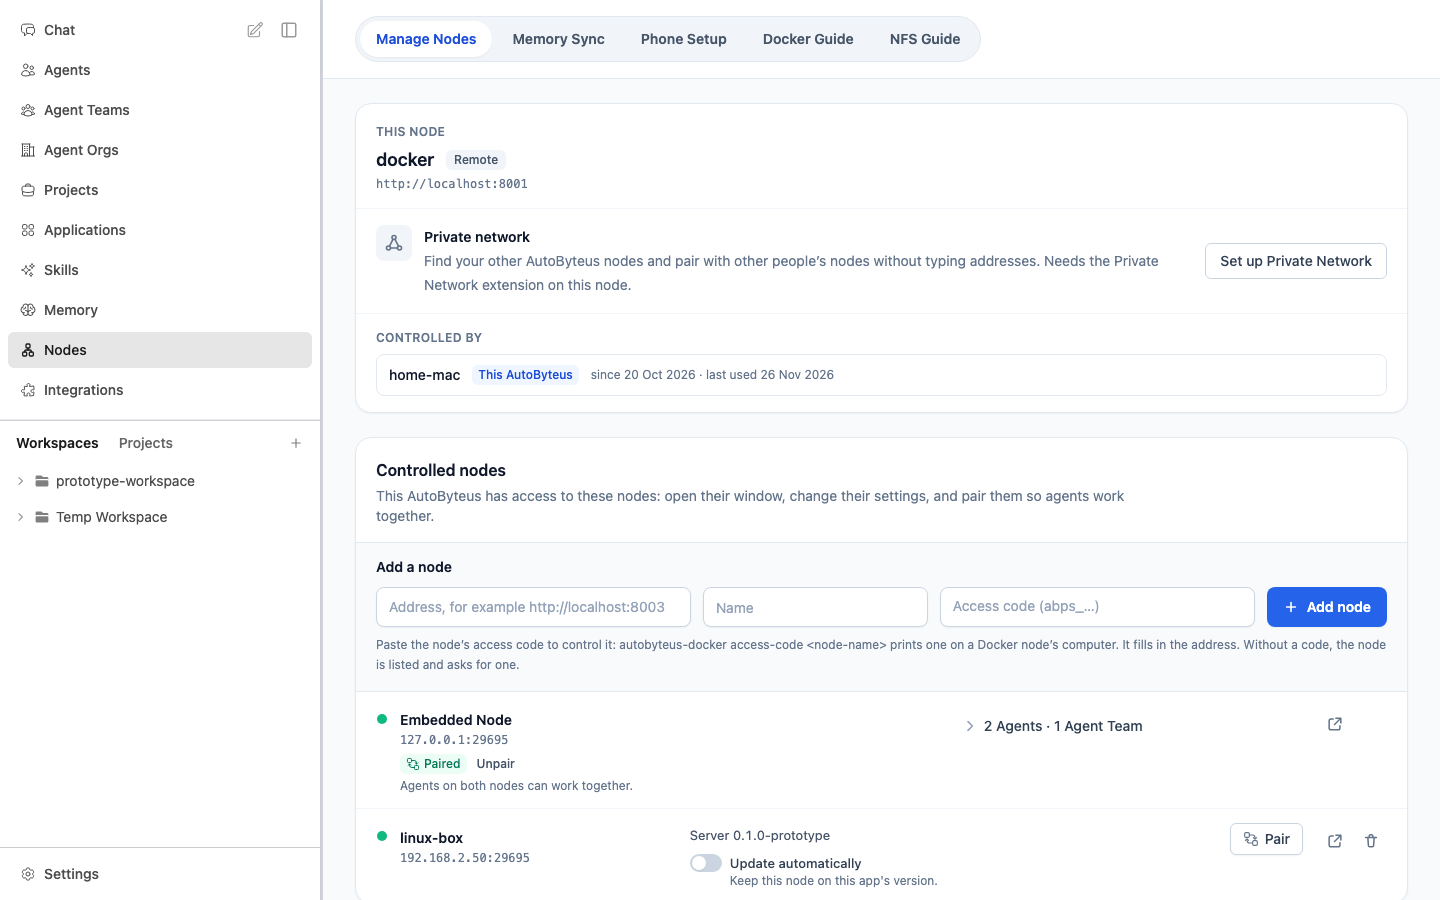 Chat
Agents
Agent Teams
Agent Orgs
Projects
Applications
Skills
Memory
Nodes
Integrations
Workspaces
Projects
prototype-workspace
Temp Workspace
Settings
Manage Nodes
Memory Sync
Phone Setup
Docker Guide
NFS Guide
THIS NODE
docker
Remote
http://localhost:8001
Private network
Find your other AutoByteus nodes and pair with other people’s nodes without typing addresses. Needs the Private
Network extension on this node.
Set up Private Network
CONTROLLED BY
home-mac
This AutoByteus
since 20 Oct 2026 · last used 26 Nov 2026
Controlled nodes
This AutoByteus has access to these nodes: open their window, change their settings, and pair them so agents work
together.
Add a node
Address, for example http://localhost:8003
Name
Access code (abps_...)
Add node
Paste the node’s access code to control it: autobyteus-docker access-code <node-name> prints one on a Docker node’s computer. It fills in the address. Without a code, the node
is listed and asks for one.
Embedded Node
127.0.0.1:29695
Paired
Unpair
Agents on both nodes can work together.
2 Agents · 1 Agent Team
linux-box
192.168.2.50:29695
Server 0.1.0-prototype
Update automatically
Keep this node on this app's version.
Pair